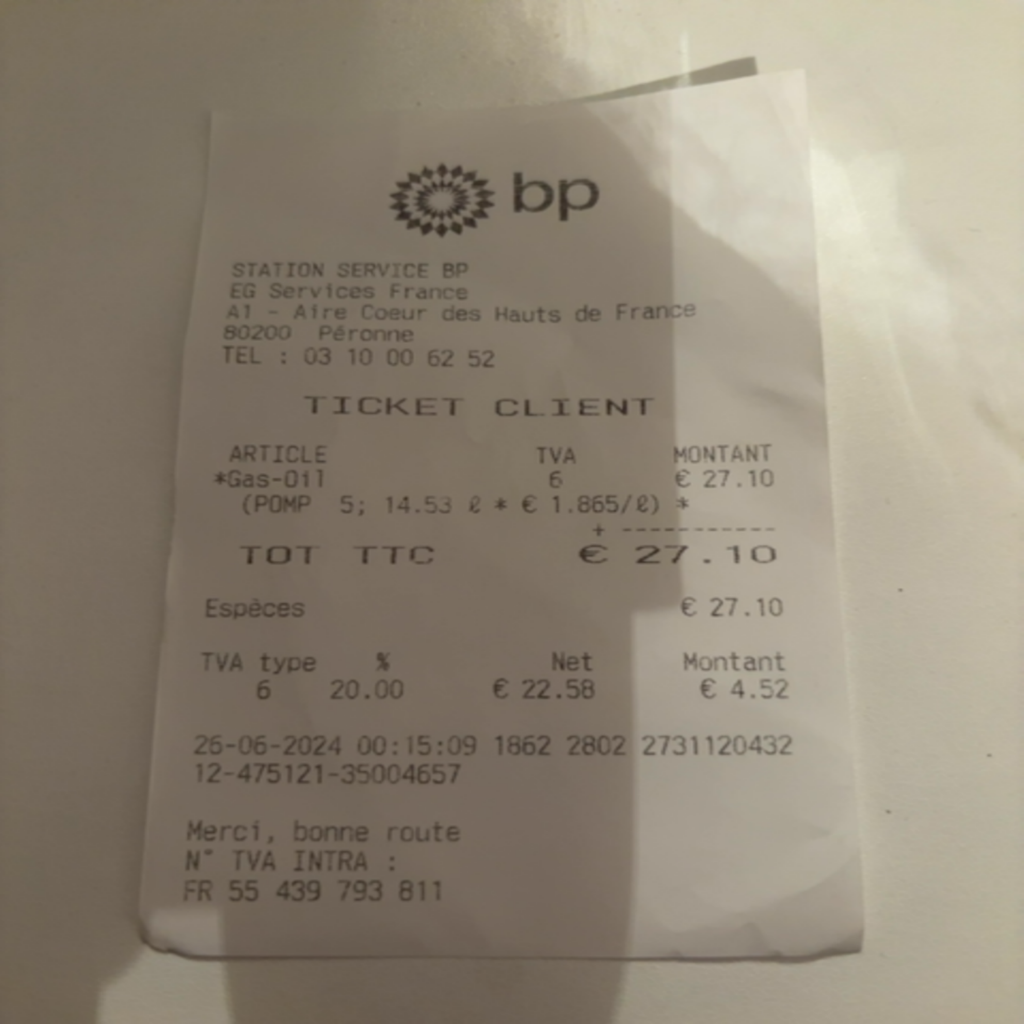 bp
STATION SERVICE BP
EG Services France
A1 - Aire Coeur des Hauts de France
80200 Péronne
TEL : 03 10 00 62 52
TICKET CLIENT
ARTICLE TVA MONTANT
*Gas-Oil 6 € 27.10
(POMP 5; 14.53 ℓ * € 1.865/ℓ) *
+ -----------
TOT TTC € 27.10
Espèces € 27.10
TVA type % Net Montant
6 20.00 € 22.58 € 4.52
26-06-2024 00:15:09 1862 2802 2731120432
12-475121-35004657
Merci, bonne route
N° TVA INTRA :
FR 55 439 793 811